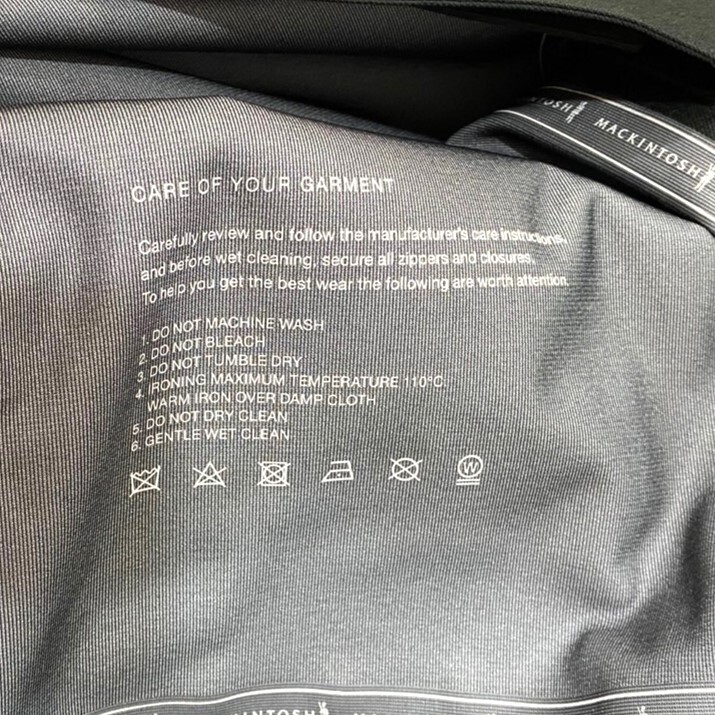 MACKINTOSH
CARE OF YOUR GARMENT
Carefully review and follow the manufacturer's care instructions,
and before wet cleaning, secure all zippers and closures.
To help you get the best wear the following are worth attention.
1. DO NOT MACHINE WASH
2. DO NOT BLEACH
3. DO NOT TUMBLE DRY
4. IRONING MAXIMUM TEMPERATURE 110°C.
WARM IRON OVER DAMP CLOTH
5. DO NOT DRY CLEAN
6. GENTLE WET CLEAN
W